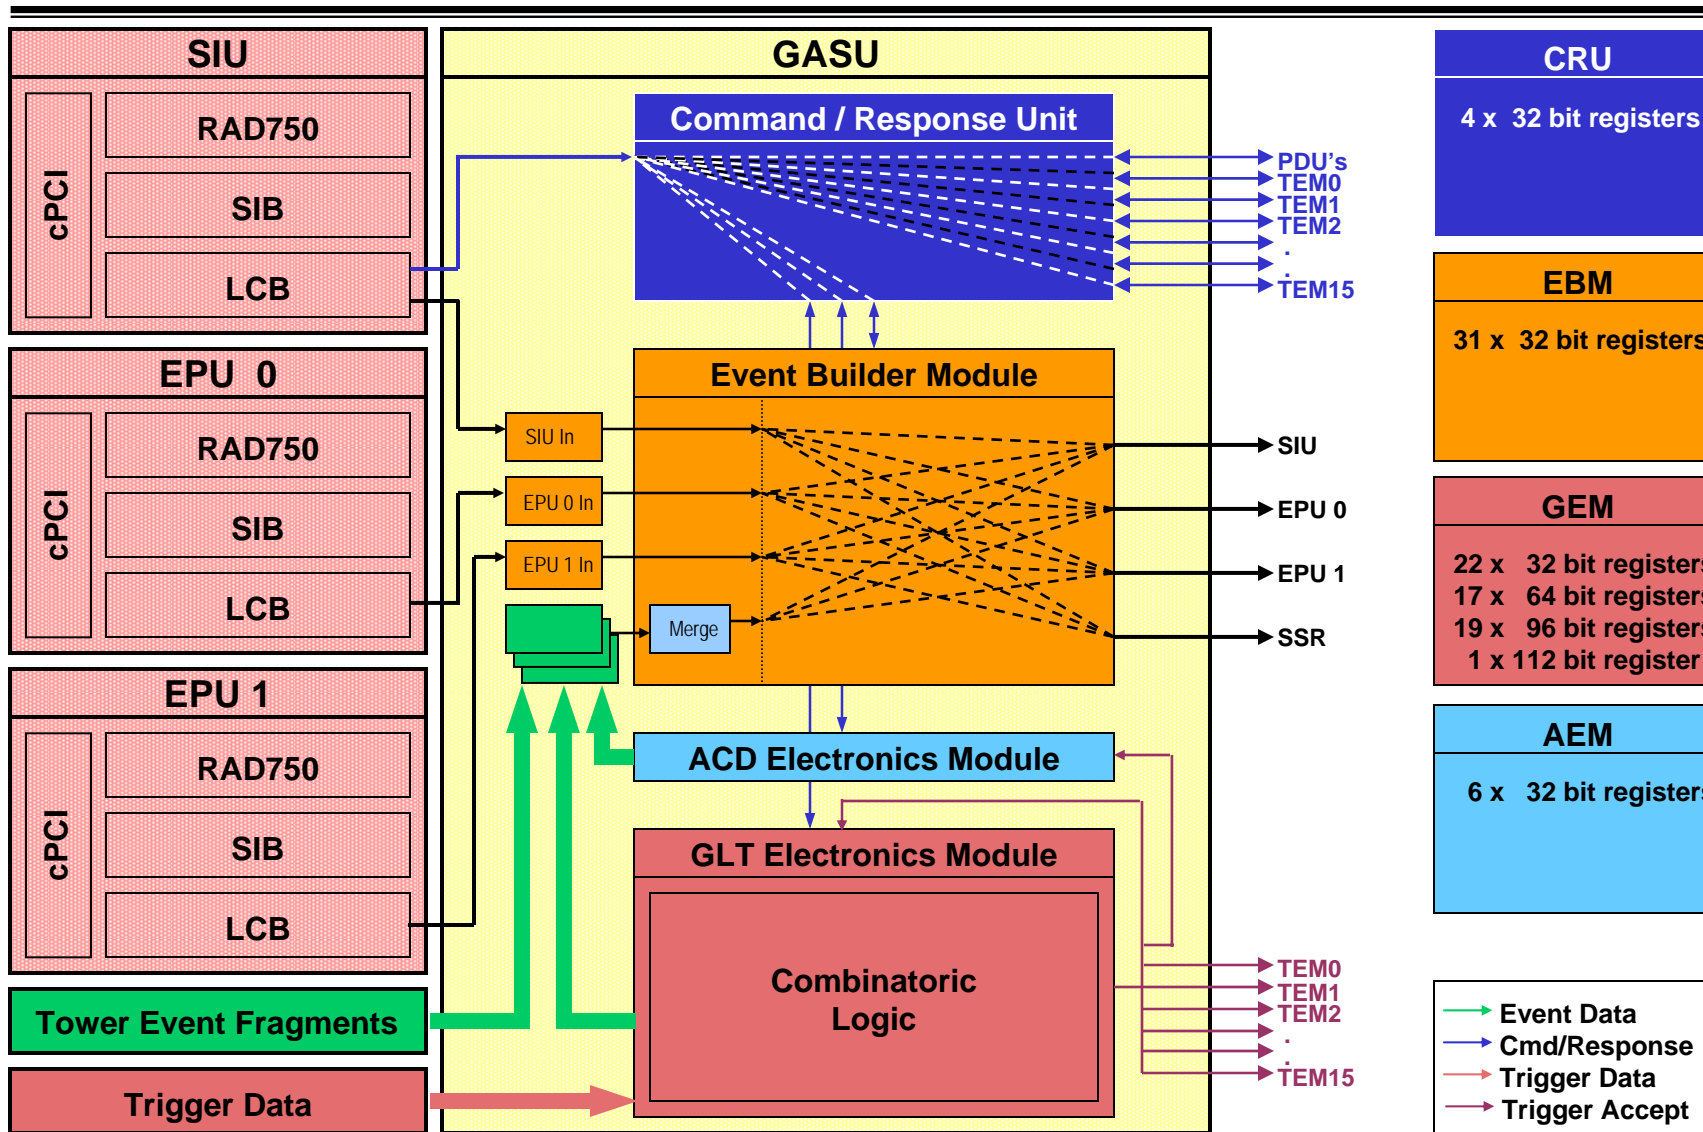 SIU
cPCI
RAD750
SIB
LCB
EPU 0
cPCI
RAD750
SIB
LCB
EPU 1
cPCI
RAD750
SIB
LCB
Tower Event Fragments
Trigger Data
GASU
Command / Response Unit
PDU's
TEM0
TEM1
TEM2
.
.
TEM15
Event Builder Module
SIU In
EPU 0 In
EPU 1 In
Merge
SIU
EPU 0
EPU 1
SSR
ACD Electronics Module
GLT Electronics Module
Combinatoric
Logic
TEM0
TEM1
TEM2
.
.
TEM15
CRU
4 x 32 bit registers
EBM
31 x 32 bit registers
GEM
22 x 32 bit registers
17 x 64 bit registers
19 x 96 bit registers
1 x 112 bit register
AEM
6 x 32 bit registers
Event Data
Cmd/Response
Trigger Data
Trigger Accept